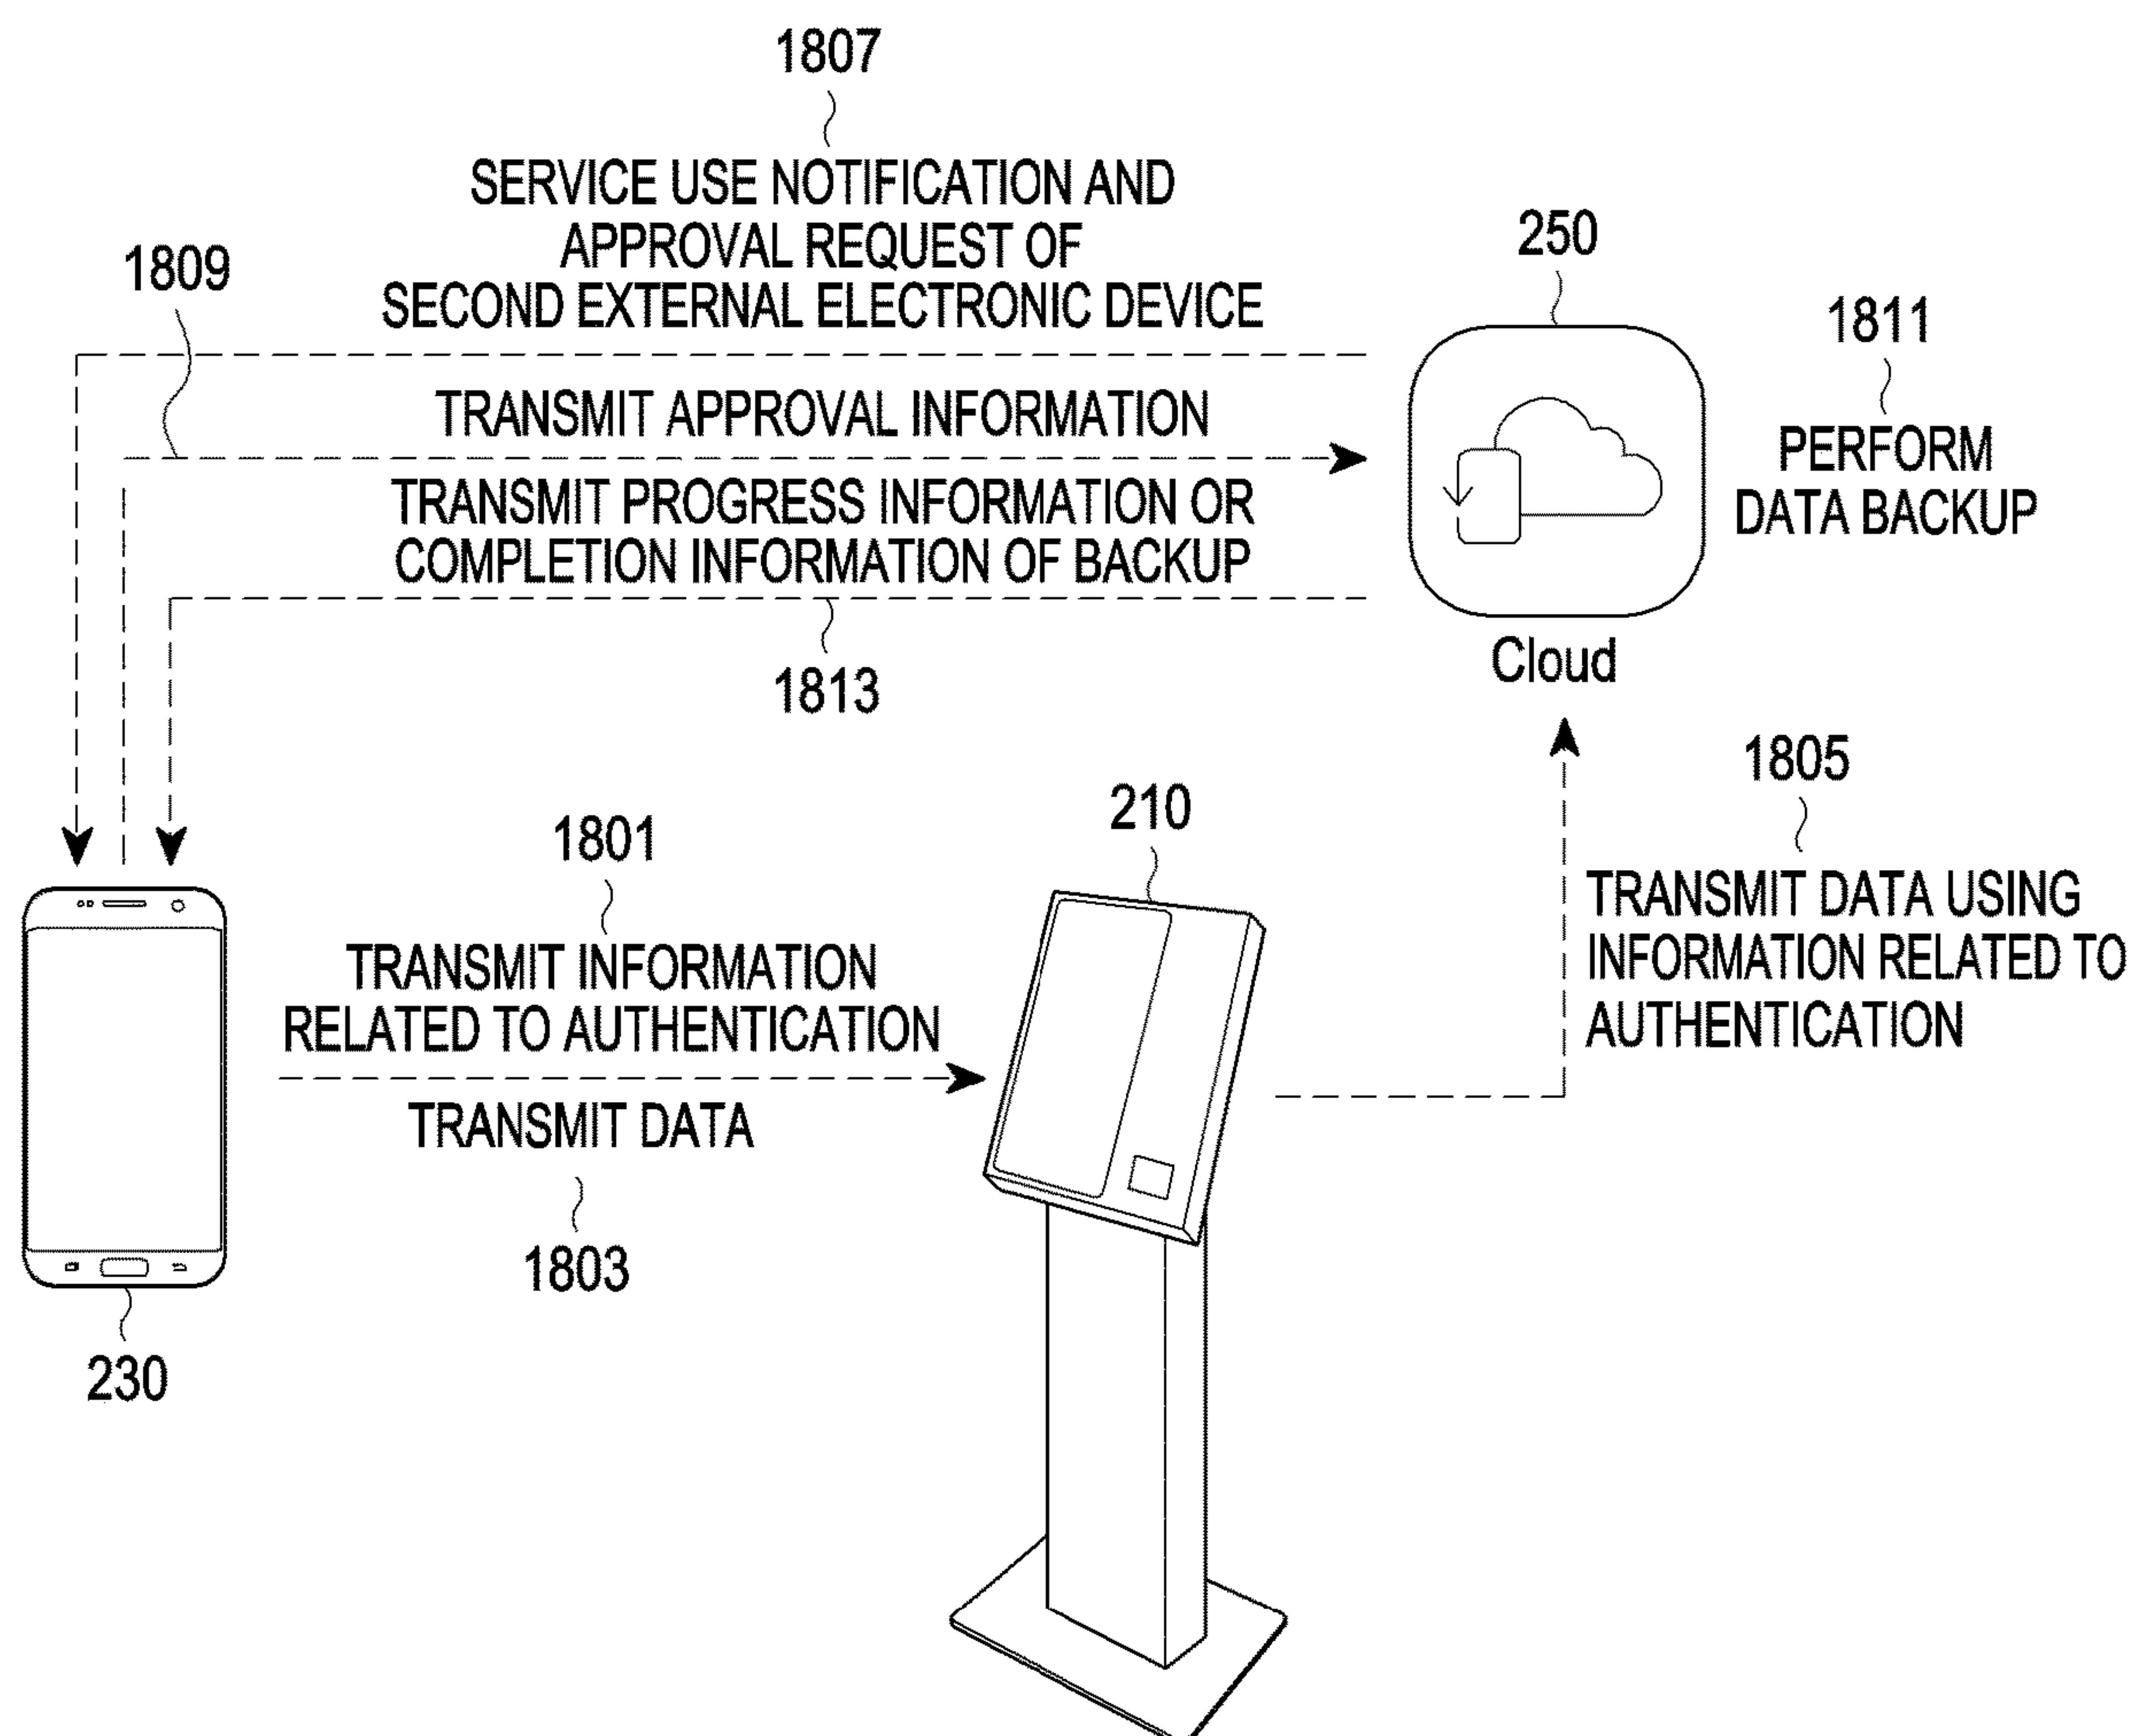 1807
SERVICE USE NOTIFICATION AND
APPROVAL REQUEST OF
SECOND EXTERNAL ELECTRONIC DEVICE
1809
250
1811
TRANSMIT APPROVAL INFORMATION
PERFORM
DATA BACKUP
TRANSMIT PROGRESS INFORMATION OR
COMPLETION INFORMATION OF BACKUP
1813
Cloud
1805
TRANSMIT DATA USING
INFORMATION RELATED TO
AUTHENTICATION
210
1801
TRANSMIT INFORMATION
RELATED TO AUTHENTICATION
TRANSMIT DATA
1803
230